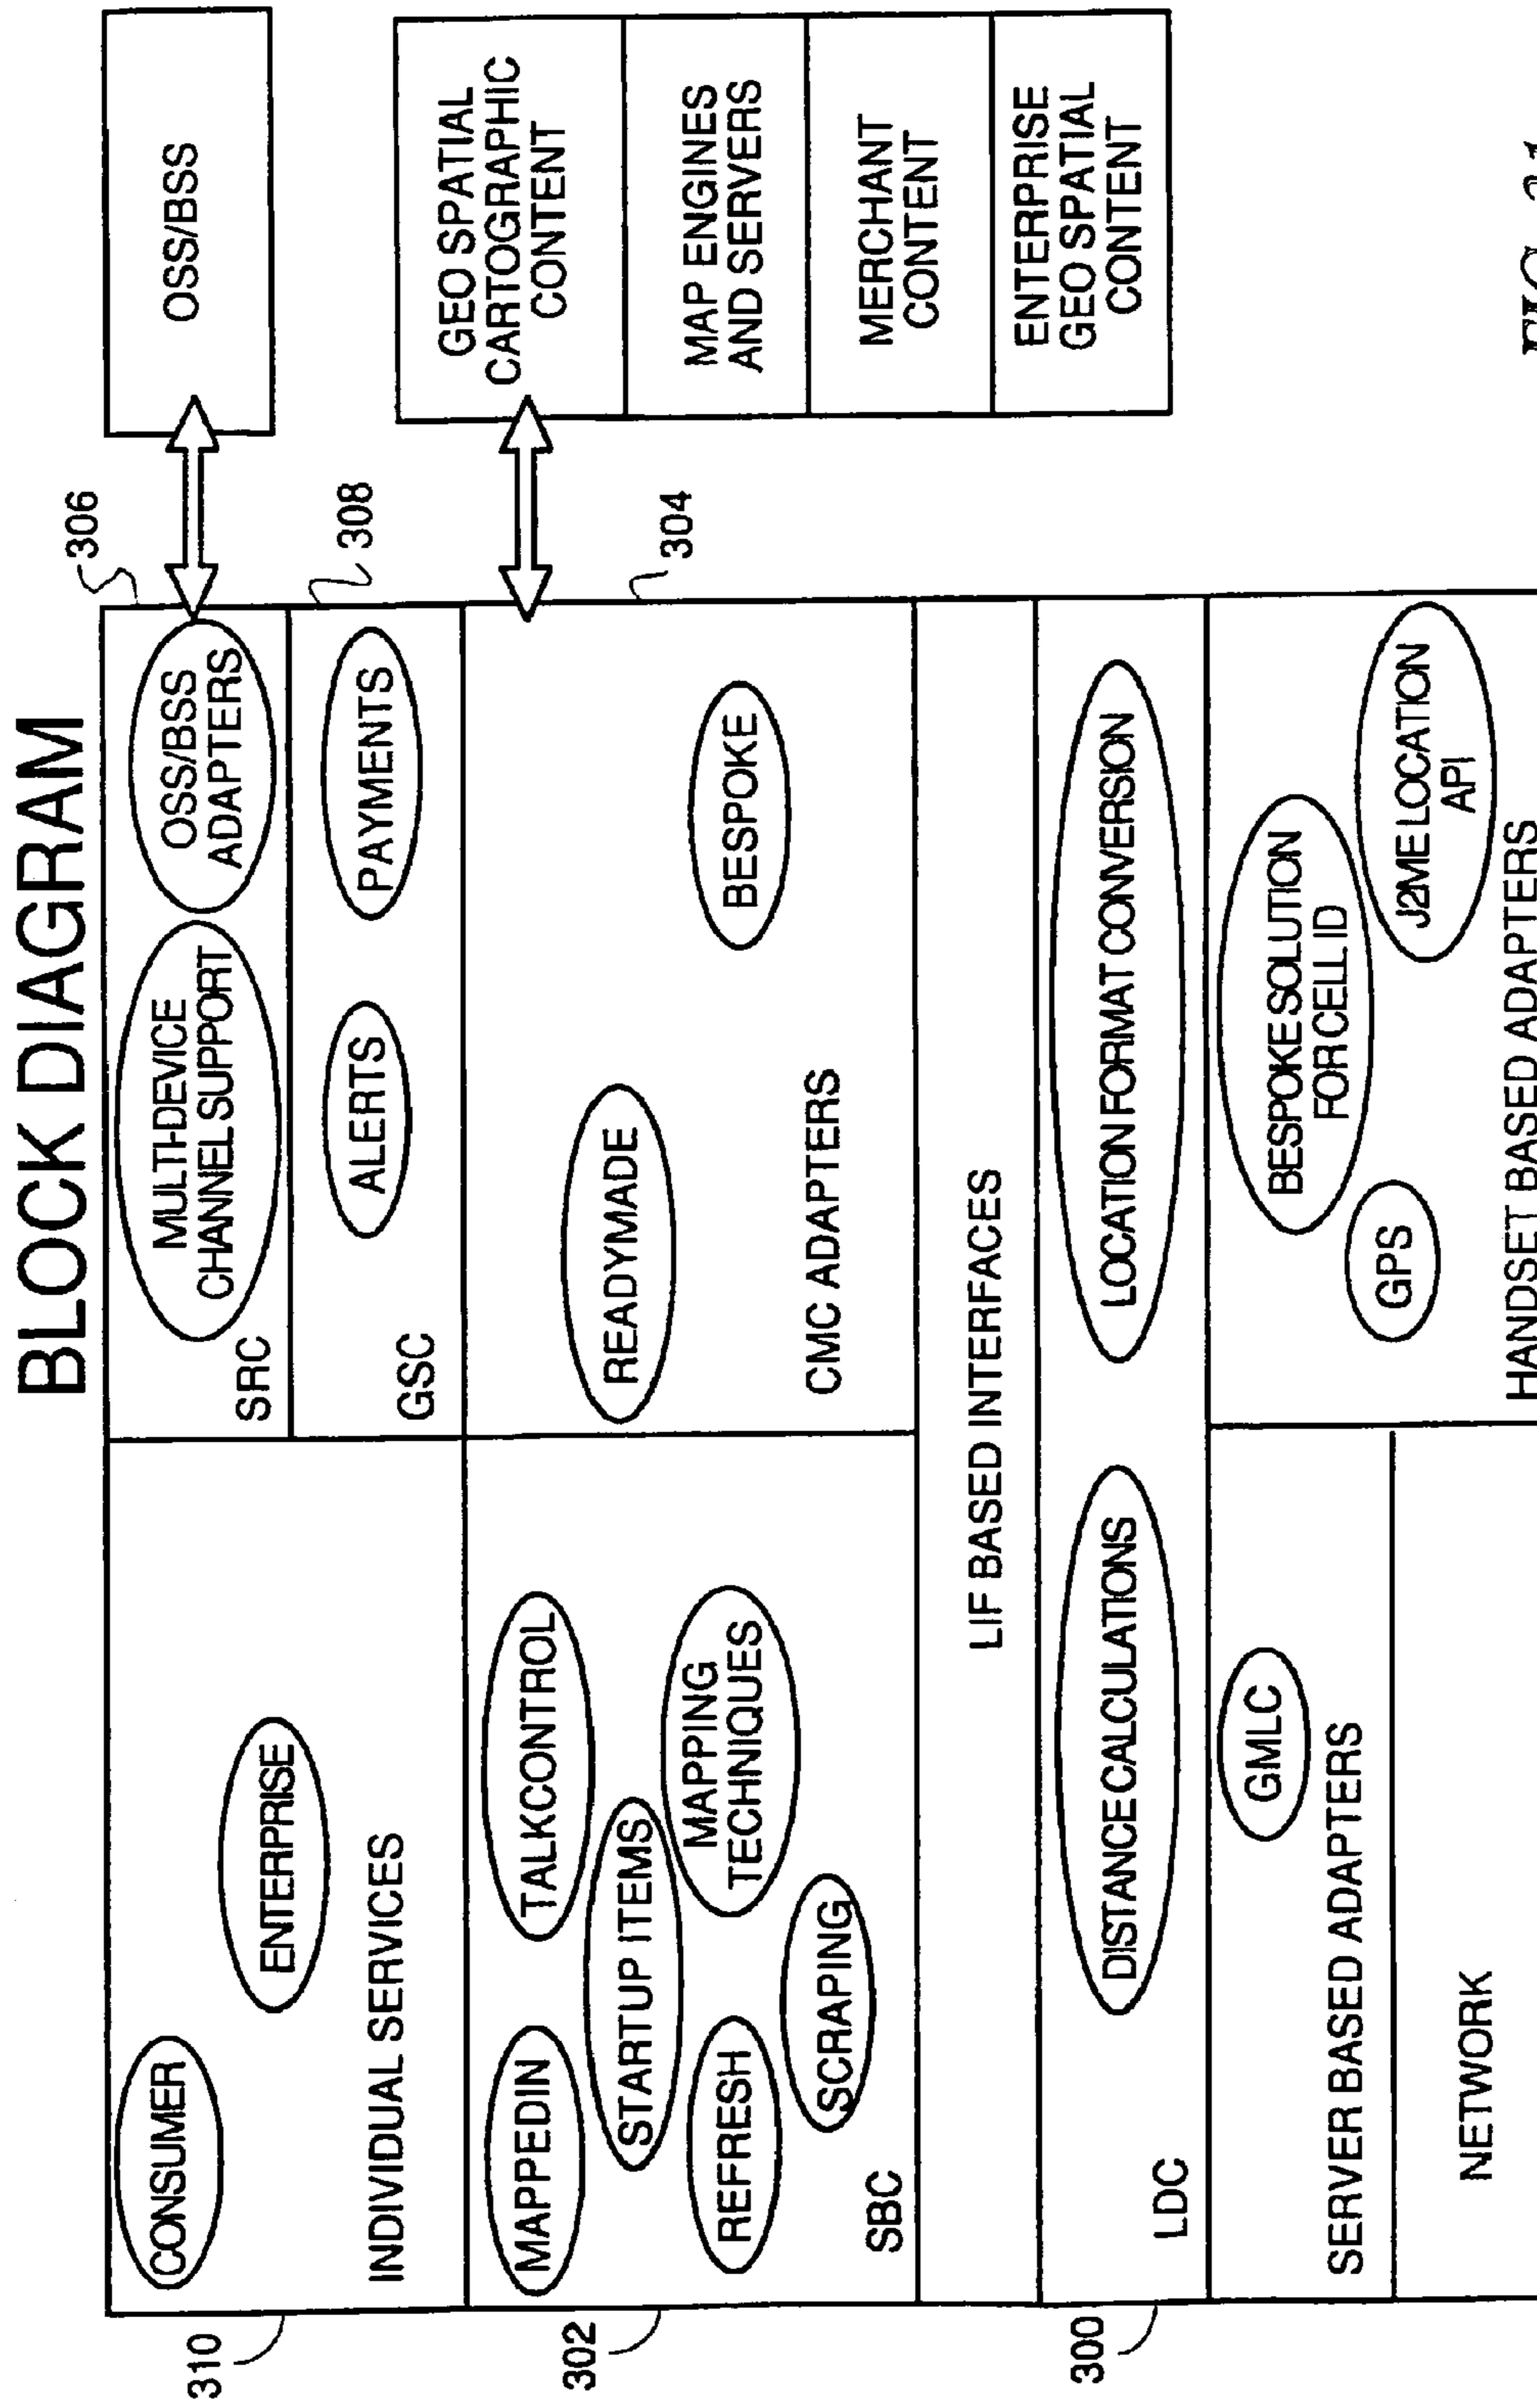 BLOCK DIAGRAM
310
CONSUMER
ENTERPRISE
INDIVIDUAL SERVICES
MULTI-DEVICE
CHANNEL SUPPORT
OSS/BSS
ADAPTERS
SRC
306
OSS/BSS
ALERTS
PAYMENTS
GSC
308
302
MAPPEDIN
TALKCONTROL
STARTUP ITEMS
REFRESH
MAPPING
TECHNIQUES
SCRAPING
SBC
READYMADE
BESPOKE
CMC ADAPTERS
304
GEO SPATIAL
CARTOGRAPHIC
CONTENT
MAP ENGINES
AND SERVERS
MERCHANT
CONTENT
ENTERPRISE
GEO SPATIAL
CONTENT
LIF BASED INTERFACES
300
DISTANCE CALCULATIONS
LOCATION FORMAT CONVERSION
LDC
GMLC
SERVER BASED ADAPTERS
NETWORK
BESPOKE SOLUTION
FOR CELL ID
GPS
J2ME LOCATION
API
HANDSET BASED ADAPTERS